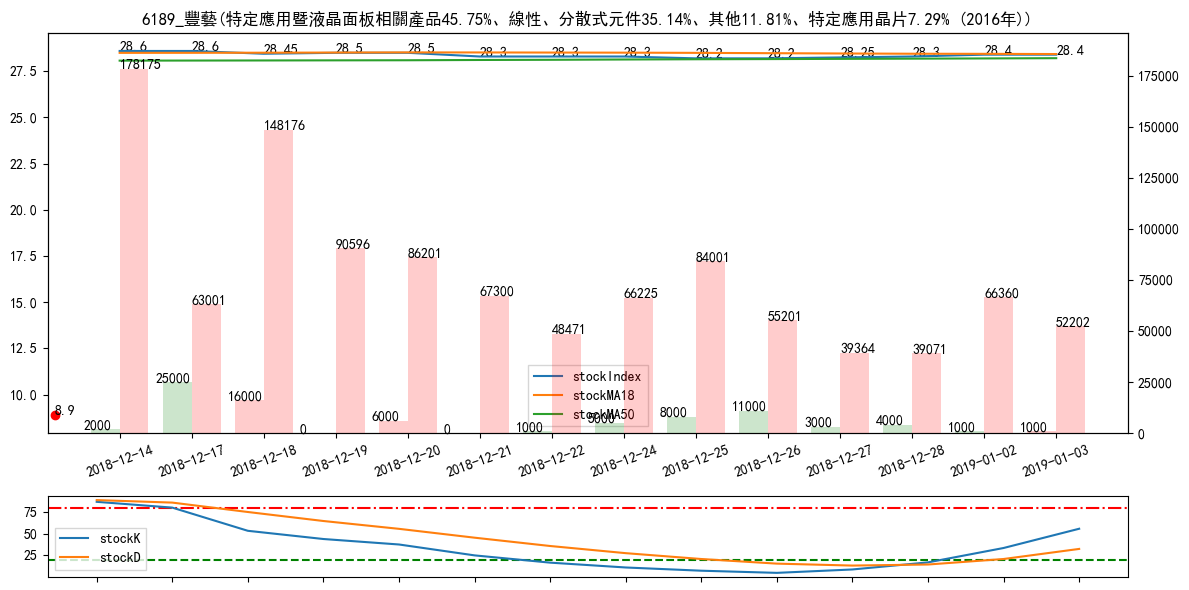 6189_豐藝(特定應用暨液晶面板相關產品45.75%、線性、分散式元件35.14%、其他11.81%、特定應用晶片7.29% (2016年))
28.6 28.6 28.45 28.5 28.5 28.3 28.3 28.3 28.2 28.2 28.25 28.3 28.4 28.4
27.5 25.0 22.5 20.0 17.5 15.0 12.5 10.0
175000 150000 125000 100000 75000 50000 25000 0
178175 63001 148176 90596 86201 67300 48471 66225 84001 55201 39364 39071 66360 52202
8.9
2000 25000 16000 0 6000 0 1000 5000 8000 11000 3000 4000 1000 1000
stockIndex
stockMA18
stockMA50
2018-12-14 2018-12-17 2018-12-18 2018-12-19 2018-12-20 2018-12-21 2018-12-22 2018-12-24 2018-12-25 2018-12-26 2018-12-27 2018-12-28 2019-01-02 2019-01-03
75
50
25
stockK
stockD